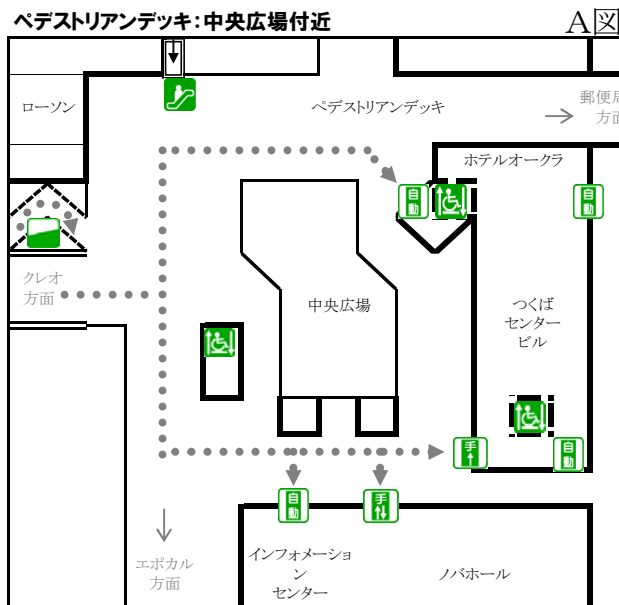 ペデストリアンデッキ:中央広場付近
A図
ローソン
ペデストリアンデッキ
郵便局
方面
ホテルオークラ
自動
自動
クレオ
方面
中央広場
つくば
センター
ビル
手
自動
自動
手
エポカル
方面
インフォメーショ
ン
センター
ノバホール